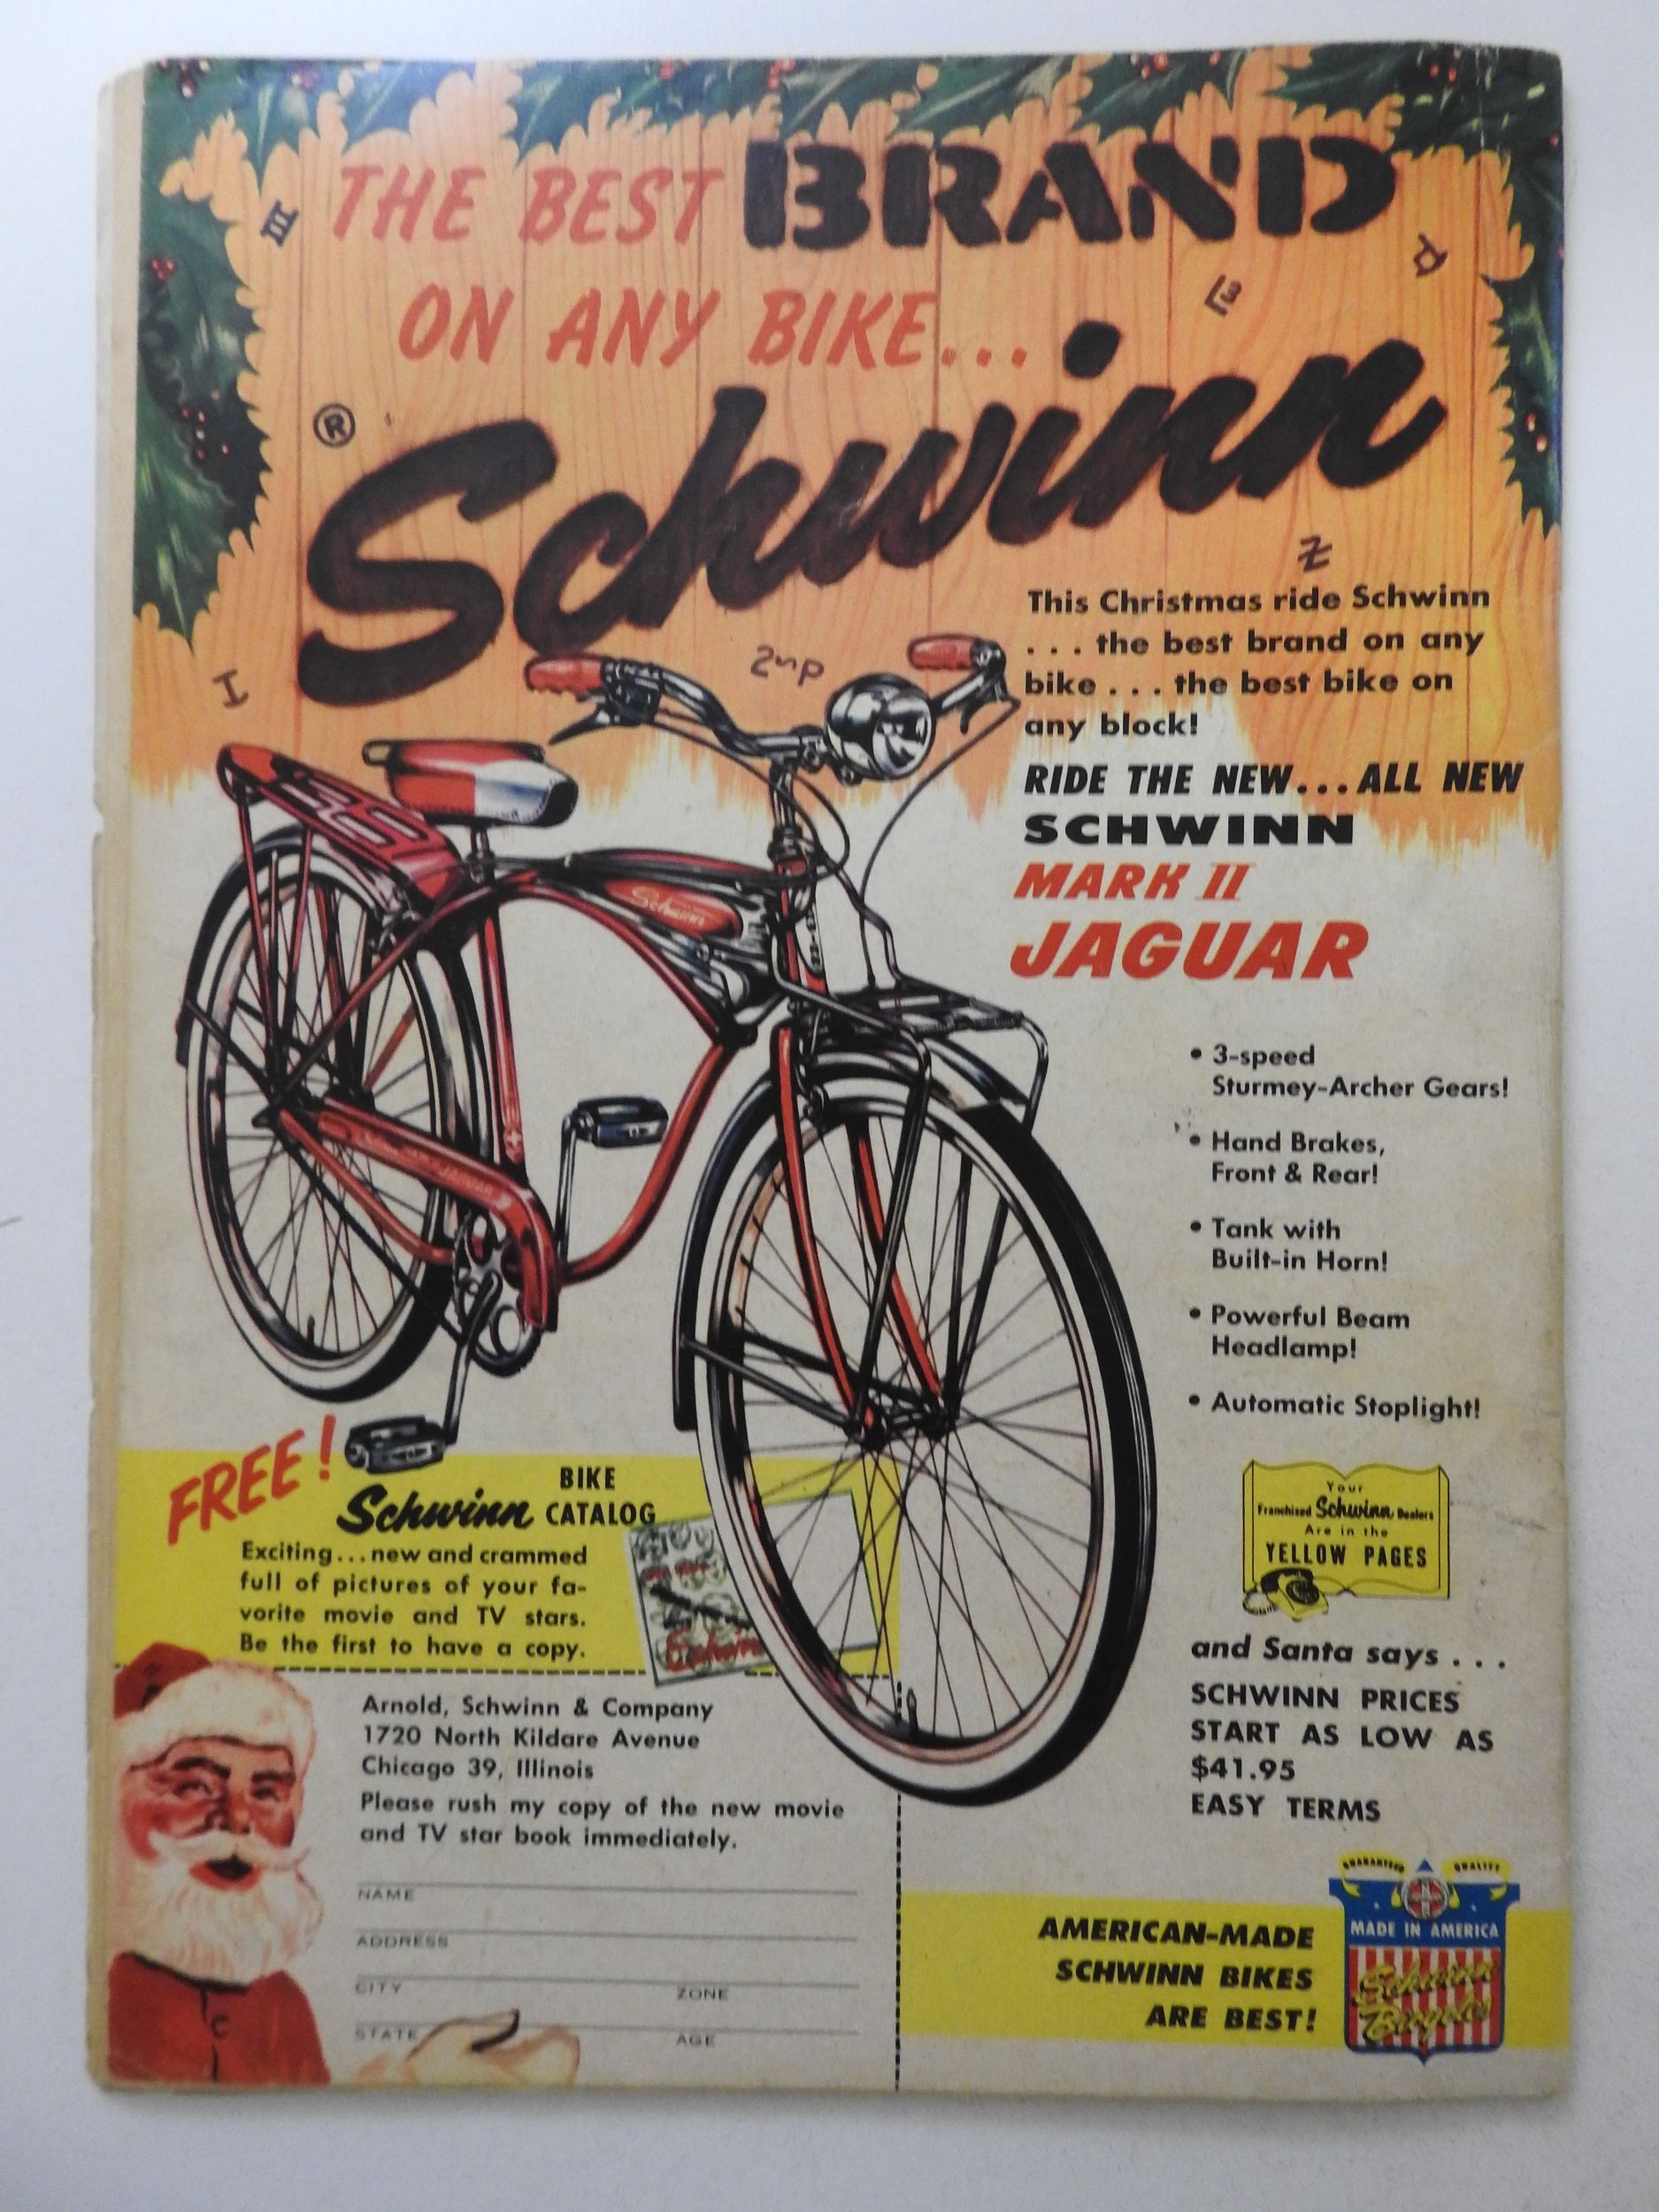 THE BEST BRAND
ON ANY BIKE...
® Schwinn
This Christmas ride Schwinn
. . . the best brand on any
bike . . . the best bike on
any block!
RIDE THE NEW...ALL NEW
SCHWINN
MARK II
JAGUAR
Schwinn
• 3-speed
Sturmey-Archer Gears!
• Hand Brakes,
Front & Rear!
• Tank with
Built-in Horn!
• Powerful Beam
Headlamp!
• Automatic Stoplight!
FREE!
Schwinn BIKE CATALOG
Exciting...new and crammed
full of pictures of your fa-
vorite movie and TV stars.
Be the first to have a copy.
Your
Franchised Schwinn Dealers
Are in the
YELLOW PAGES
and Santa says . . .
SCHWINN PRICES
START AS LOW AS
$41.95
EASY TERMS
Arnold, Schwinn & Company
1720 North Kildare Avenue
Chicago 39, Illinois
Please rush my copy of the new movie
and TV star book immediately.
NAME
ADDRESS
CITY ZONE
STATE AGE
AMERICAN-MADE
SCHWINN BIKES
ARE BEST!
GUARANTEED QUALITY
MADE IN AMERICA
Schwinn
Bicycles